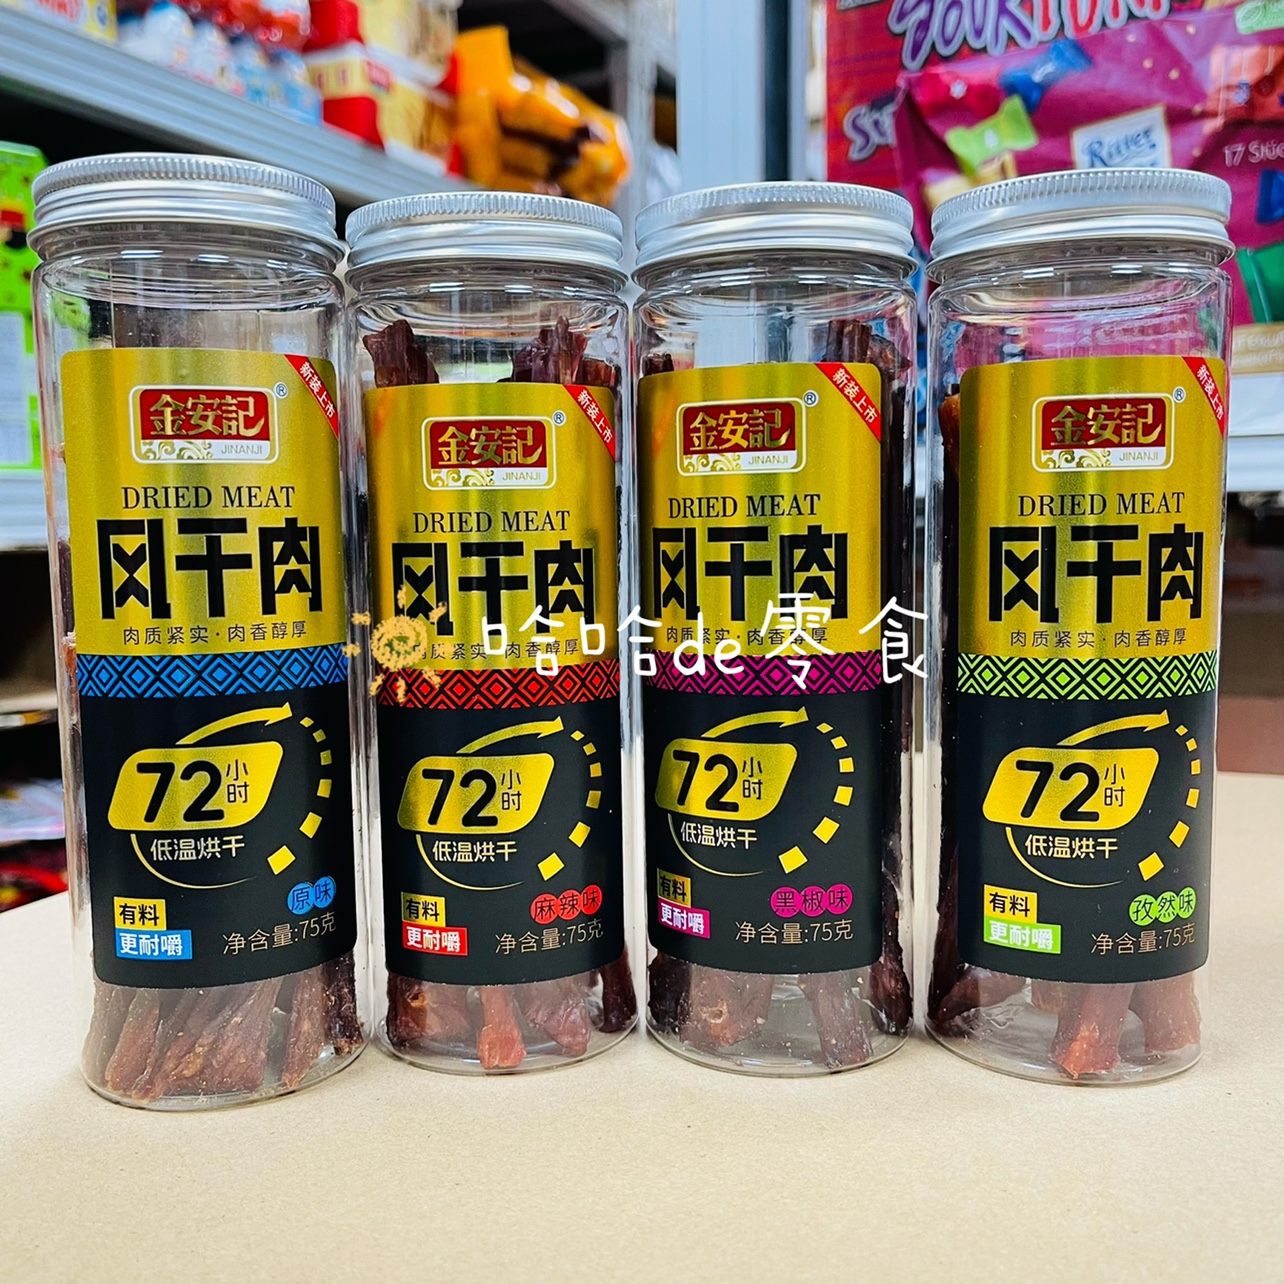 新装上市
金安記®
JINANJI
DRIED MEAT
风干肉
肉质紧实·肉香醇厚
72小时
低温烘干
有料
更耐嚼
原味
净含量:75克
新装上市
金安記®
JINANJI
DRIED MEAT
风干肉
肉质紧实·肉香醇厚
72小时
低温烘干
有料
更耐嚼
麻辣味
净含量:75克
新装上市
金安記®
JINANJI
DRIED MEAT
风干肉
肉质紧实·肉香醇厚
72小时
低温烘干
有料
更耐嚼
黑椒味
净含量:75克
新装上市
金安記®
JINANJI
DRIED MEAT
风干肉
肉质紧实·肉香醇厚
72小时
低温烘干
有料
更耐嚼
孜然味
净含量:75克
哈哈de零食
Ritter